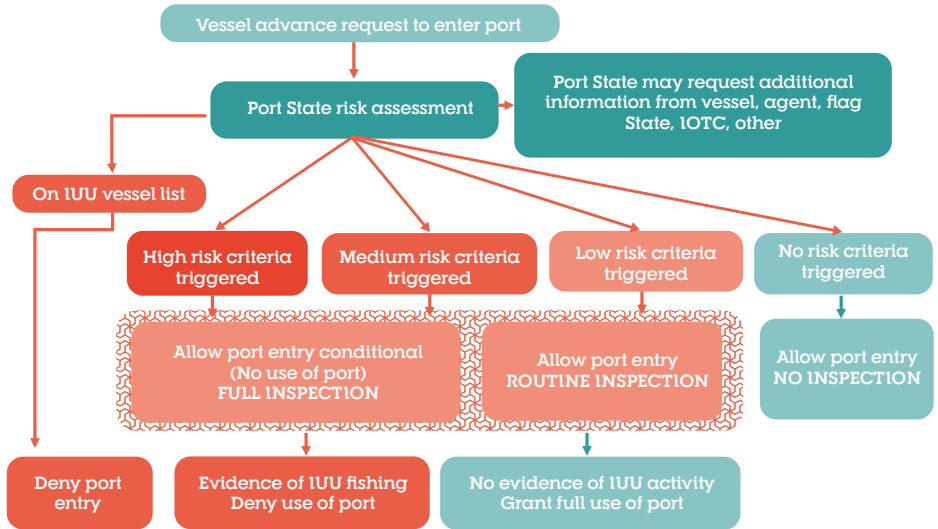 Vessel advance request to enter port
Port State risk assessment
Port State may request additional
information from vessel, agent, flag
State, IOTC, other
On IUU vessel list
High risk criteria
triggered
Medium risk criteria
triggered
Low risk criteria
triggered
No risk criteria
triggered
Allow port entry conditional
(No use of port)
FULL INSPECTION
Allow port entry
ROUTINE INSPECTION
Allow port entry
NO INSPECTION
Deny port
entry
Evidence of IUU fishing
Deny use of port
No evidence of IUU activity
Grant full use of port